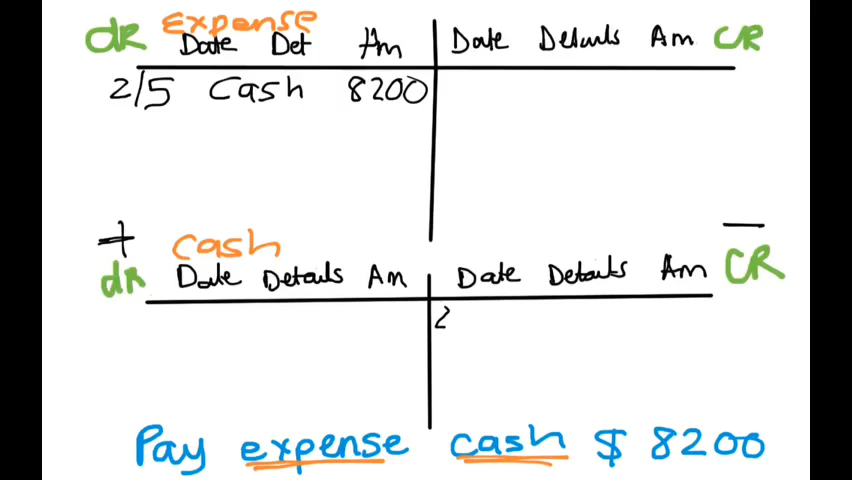 Expense
dR Date Det Am Date Details Am CR
2/5 Cash 8200
+ Cash −
dR Date Details Am Date Details Am CR
2
Pay expense cash $ 8200